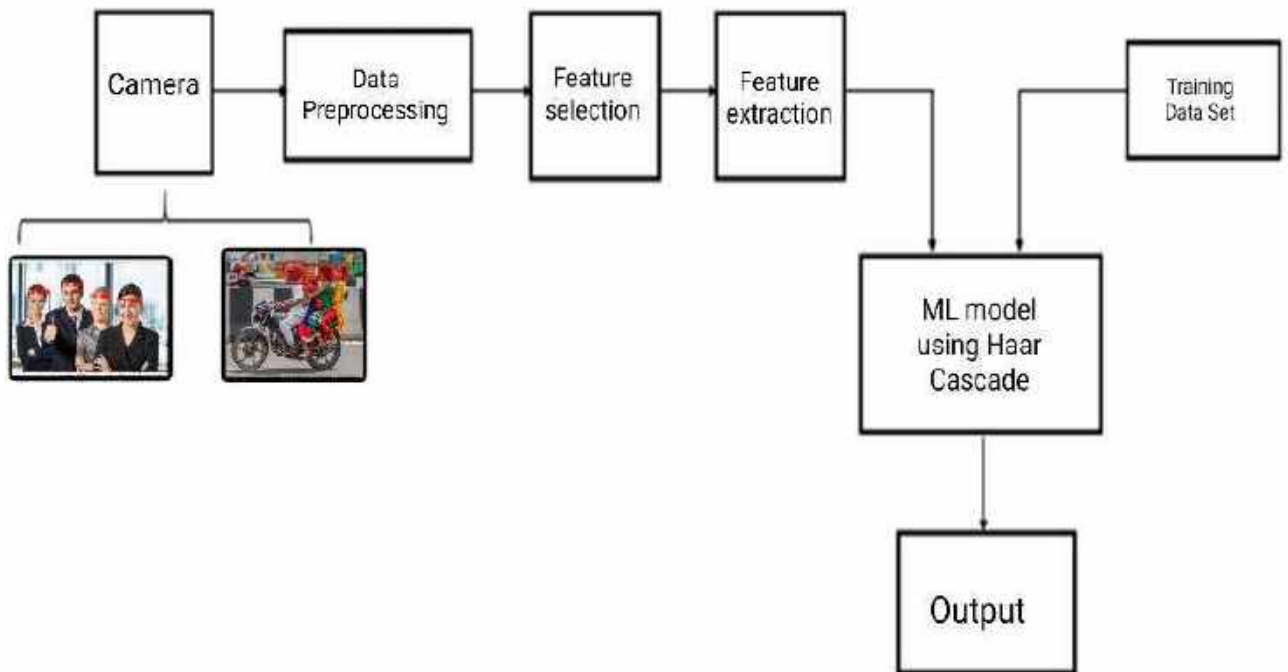 Camera
Data
Preprocessing
Feature
selection
Feature
extraction
Training
Data Set
ML model
using Haar
Cascade
Output